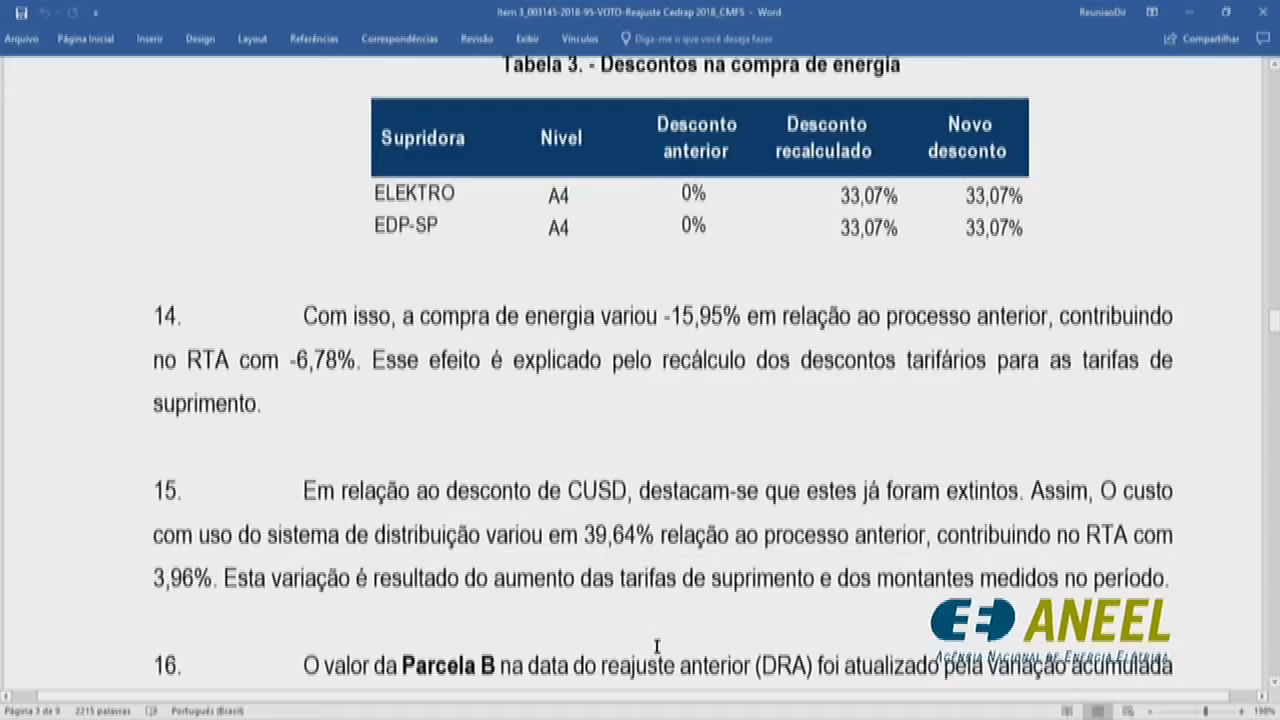 Item 3_003145-2018-95-VOTO-Reajuste Cedrap 2018_CMFS - Word
ReuniaoDir
Arquivo Página Inicial Inserir Design Layout Referências Correspondências Revisão Exibir Vínculos Diga-me o que você deseja fazer Compartilhar
Tabela 3. - Descontos na compra de energia
Supridora Nivel Desconto anterior Desconto recalculado Novo desconto
ELEKTRO A4 0% 33,07% 33,07%
EDP-SP A4 0% 33,07% 33,07%
14. Com isso, a compra de energia variou -15,95% em relação ao processo anterior, contribuindo
no RTA com -6,78%. Esse efeito é explicado pelo recálculo dos descontos tarifários para as tarifas de
suprimento.
15. Em relação ao desconto de CUSD, destacam-se que estes já foram extintos. Assim, O custo
com uso do sistema de distribuição variou em 39,64% relação ao processo anterior, contribuindo no RTA com
3,96%. Esta variação é resultado do aumento das tarifas de suprimento e dos montantes medidos no período.
ANEEL
Agência Nacional de Energia Elétrica
16. O valor da Parcela B na data do reajuste anterior (DRA) foi atualizado pela variação acumulada
Página 3 de 9 2215 palavras Português (Brasil) 198%